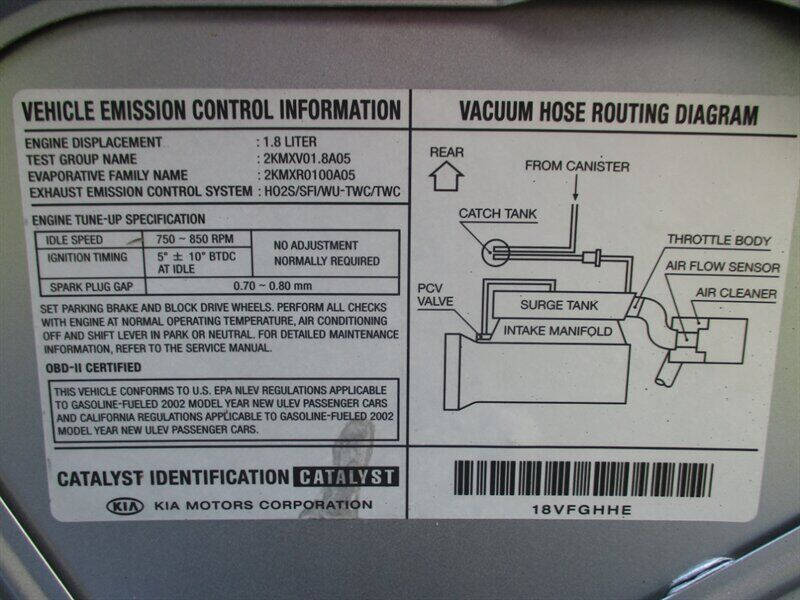 VEHICLE EMISSION CONTROL INFORMATION
ENGINE DISPLACEMENT : 1.8 LITER
TEST GROUP NAME : 2KMXV01.8A05
EVAPORATIVE FAMILY NAME : 2KMXR0100A05
EXHAUST EMISSION CONTROL SYSTEM : HO2S/SFI/WU-TWC/TWC
ENGINE TUNE-UP SPECIFICATION
IDLE SPEED 750 ~ 850 RPM
IGNITION TIMING 5° ± 10° BTDC
AT IDLE
NO ADJUSTMENT
NORMALLY REQUIRED
SPARK PLUG GAP 0.70 ~ 0.80 mm
SET PARKING BRAKE AND BLOCK DRIVE WHEELS. PERFORM ALL CHECKS
WITH ENGINE AT NORMAL OPERATING TEMPERATURE, AIR CONDITIONING
OFF AND SHIFT LEVER IN PARK OR NEUTRAL. FOR DETAILED MAINTENANCE
INFORMATION, REFER TO THE SERVICE MANUAL.
OBD-II CERTIFIED
THIS VEHICLE CONFORMS TO U.S. EPA NLEV REGULATIONS APPLICABLE
TO GASOLINE-FUELED 2002 MODEL YEAR NEW ULEV PASSENGER CARS
AND CALIFORNIA REGULATIONS APPLICABLE TO GASOLINE-FUELED 2002
MODEL YEAR NEW ULEV PASSENGER CARS.
CATALYST IDENTIFICATION CATALYST
KIA KIA MOTORS CORPORATION
VACUUM HOSE ROUTING DIAGRAM
REAR
FROM CANISTER
CATCH TANK
THROTTLE BODY
AIR FLOW SENSOR
AIR CLEANER
PCV
VALVE
SURGE TANK
INTAKE MANIFOLD
18VFGHHE